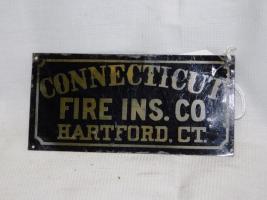 CONNECTICUT
FIRE INS. CO
HARTFORD, CT.